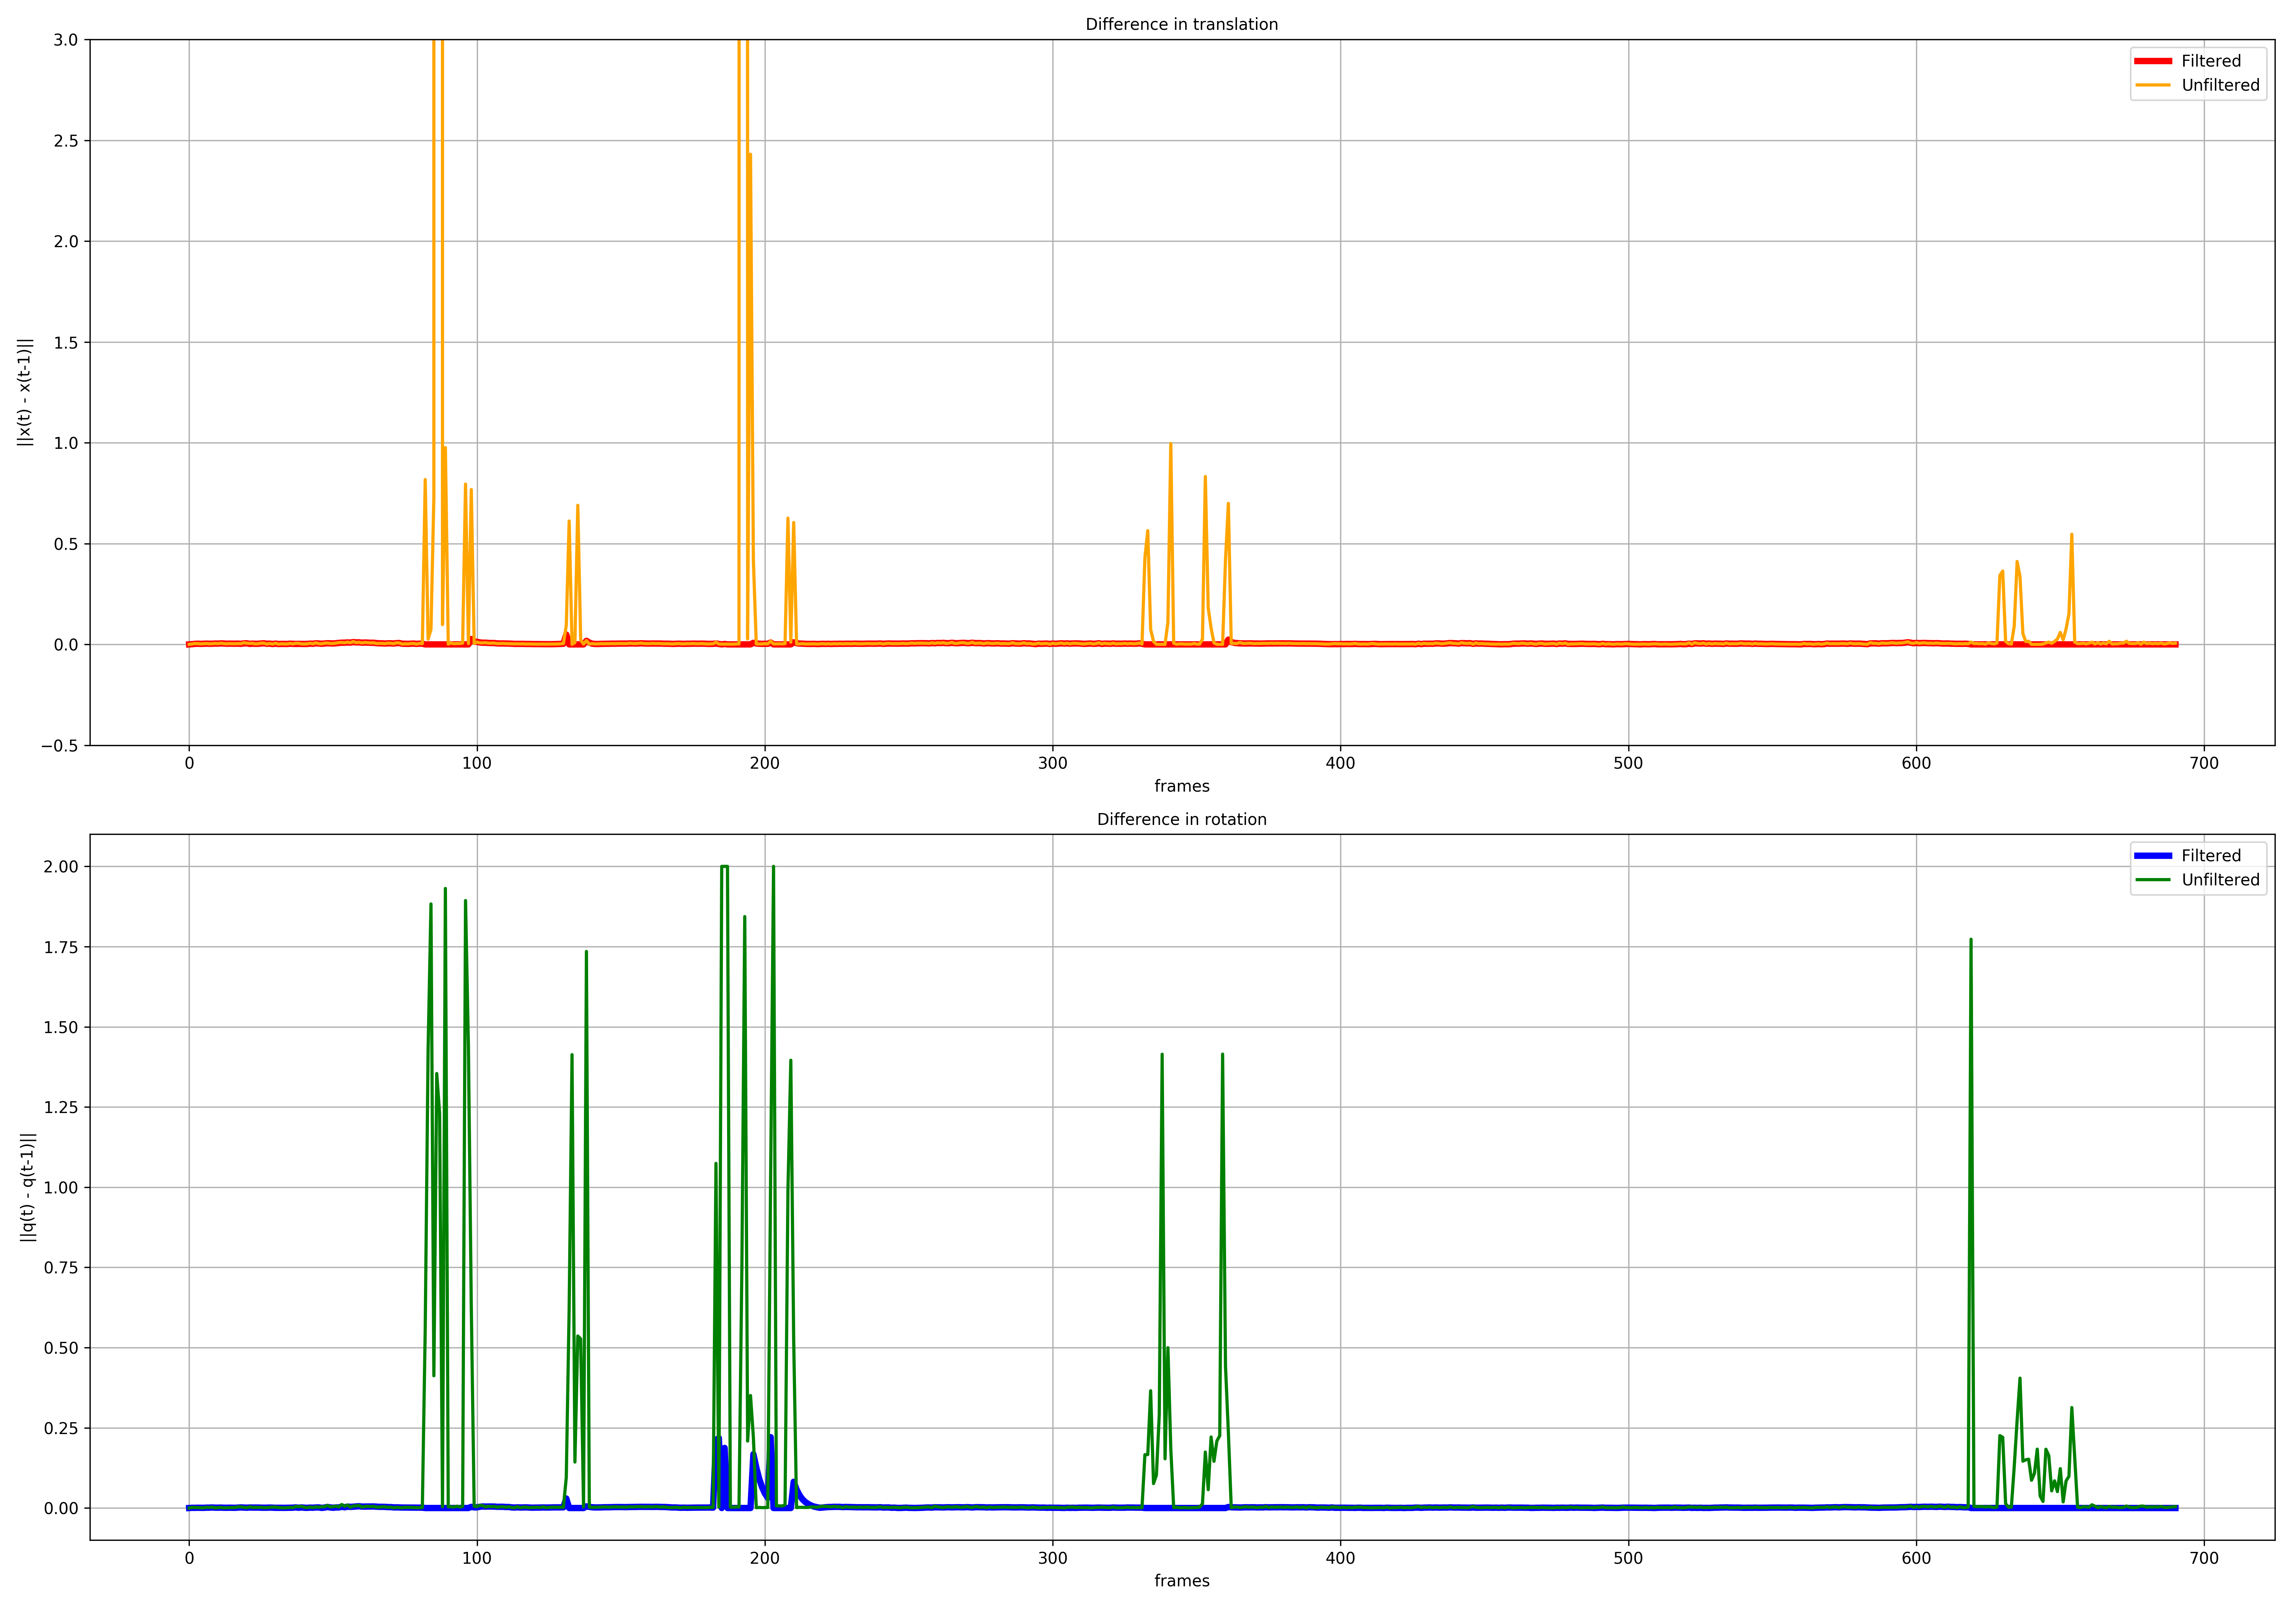 Difference in translation
3.0
2.5
2.0
1.5
1.0
0.5
0.0
−0.5
||x(t) - x(t-1)||
Filtered
Unfiltered
0 100 200 300 400 500 600 700
frames
Difference in rotation
2.00
1.75
1.50
1.25
1.00
0.75
0.50
0.25
0.00
||q(t) - q(t-1)||
Filtered
Unfiltered
0 100 200 300 400 500 600 700
frames